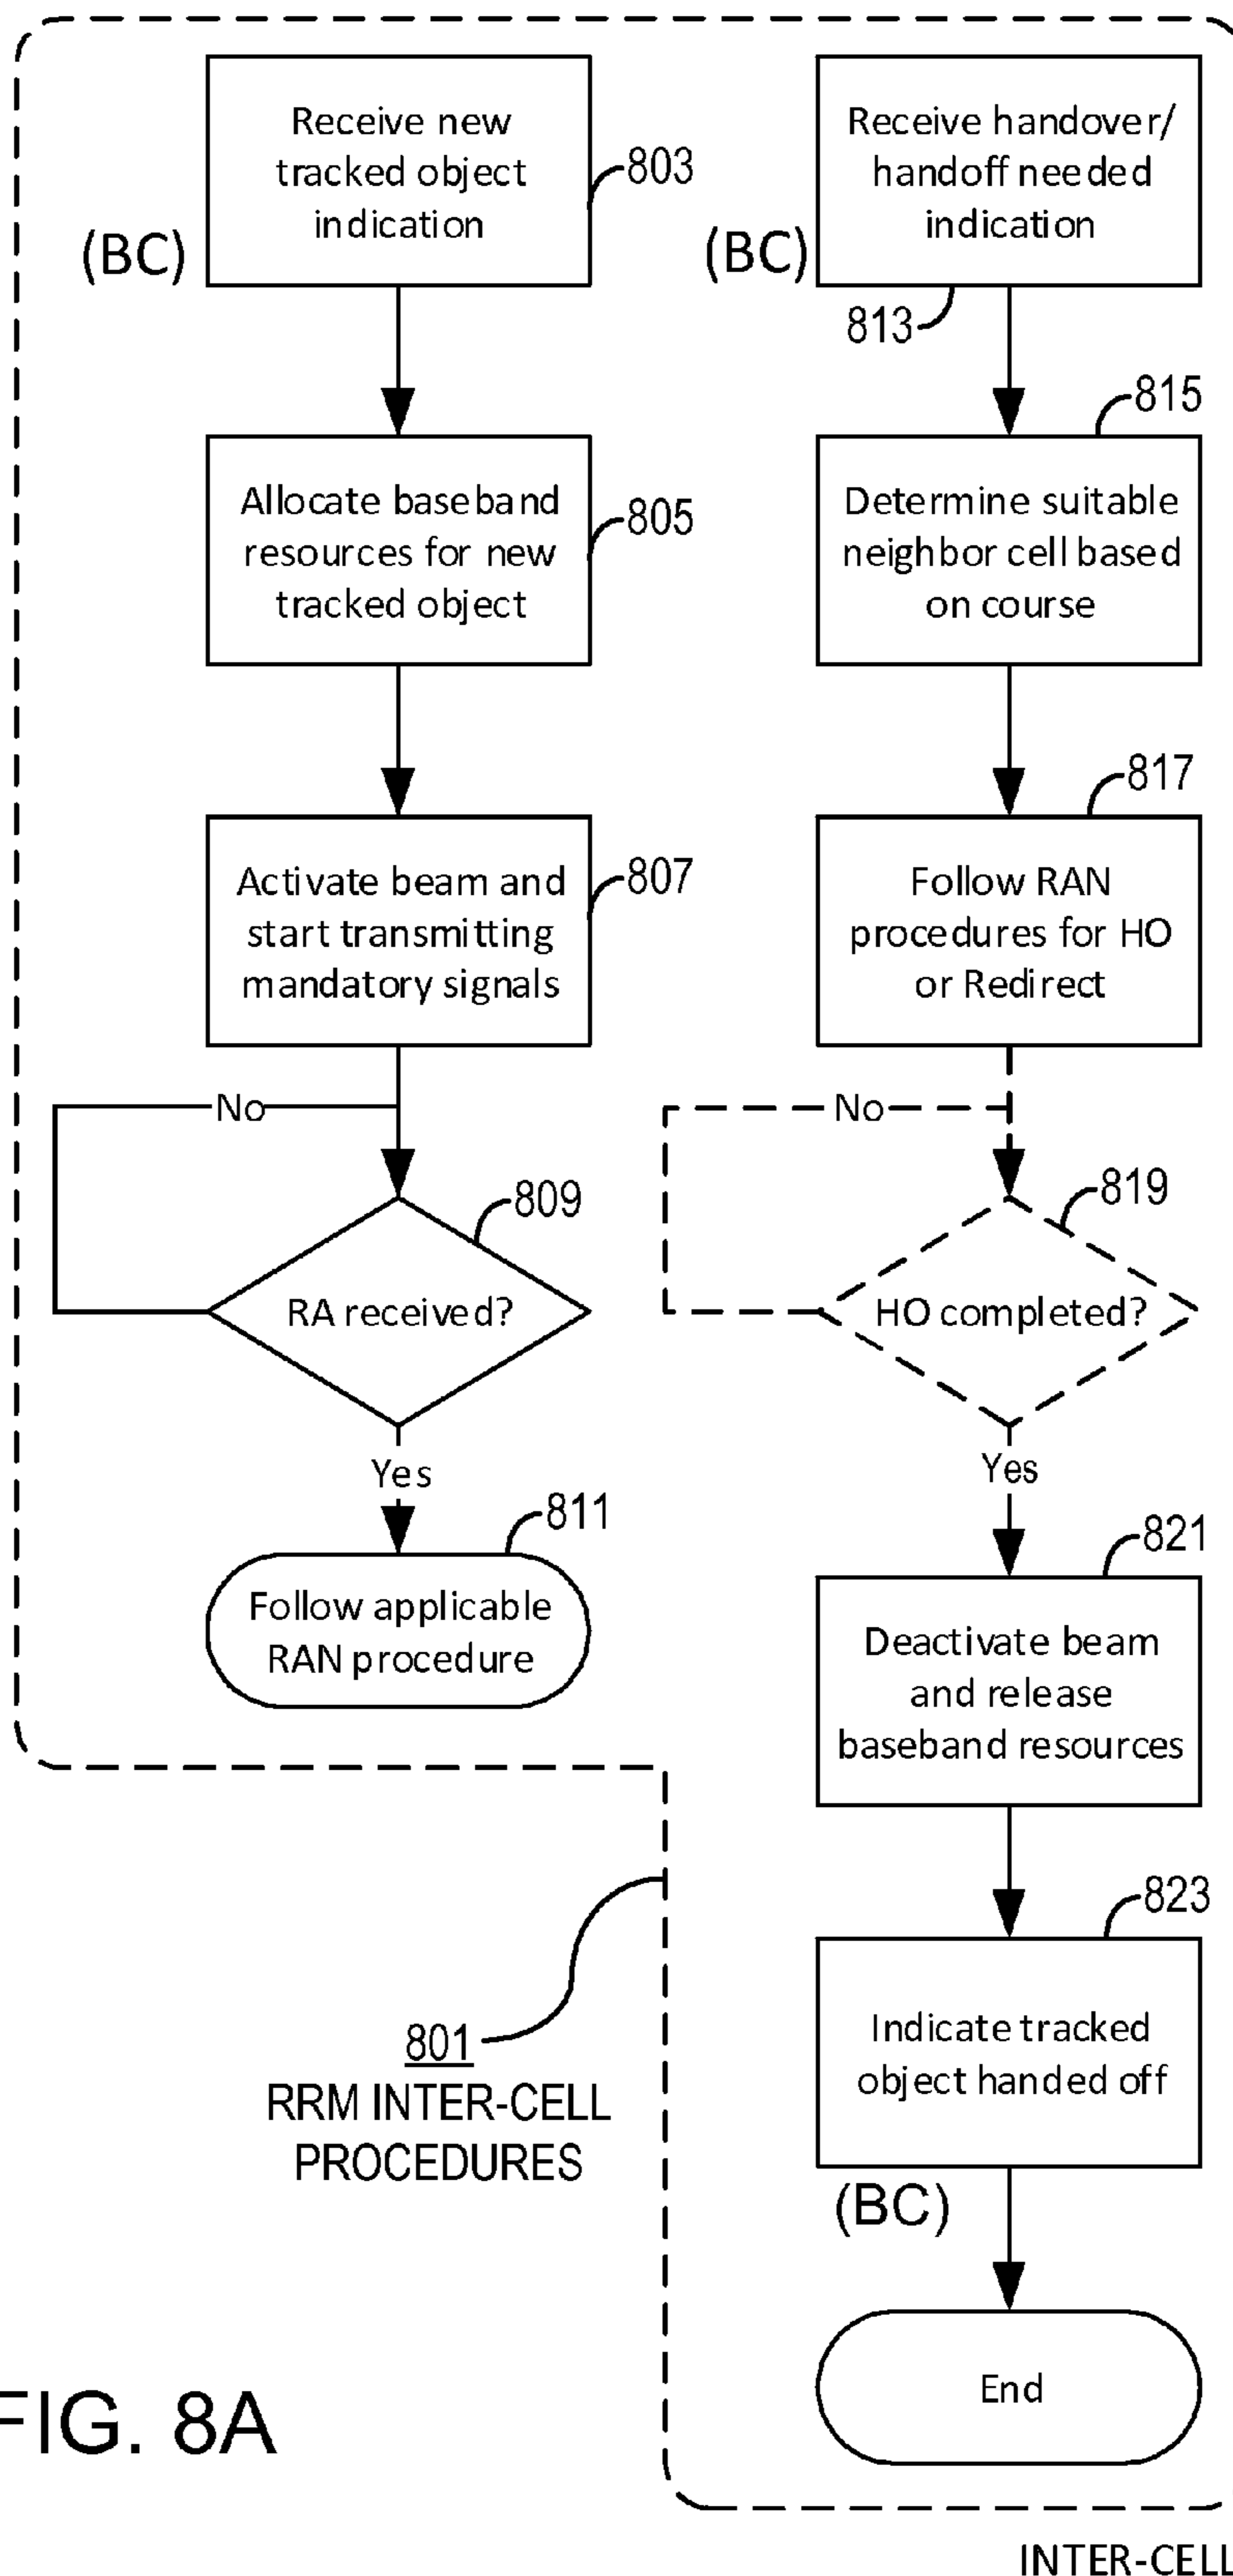 Receive new
tracked object
indication
803
(BC)
Allocate baseband
resources for new
tracked object
805
Activate beam and
start transmitting
mandatory signals
807
No
809
RA received?
Yes
811
Follow applicable
RAN procedure
Receive handover/
handoff needed
indication
(BC)
813
815
Determine suitable
neighbor cell based
on course
817
Follow RAN
procedures for HO
or Redirect
No
819
HO completed?
Yes
821
Deactivate beam
and release
baseband resources
823
Indicate tracked
object handed off
(BC)
End
801
RRM INTER-CELL
PROCEDURES
FIG. 8A
INTER-CELL